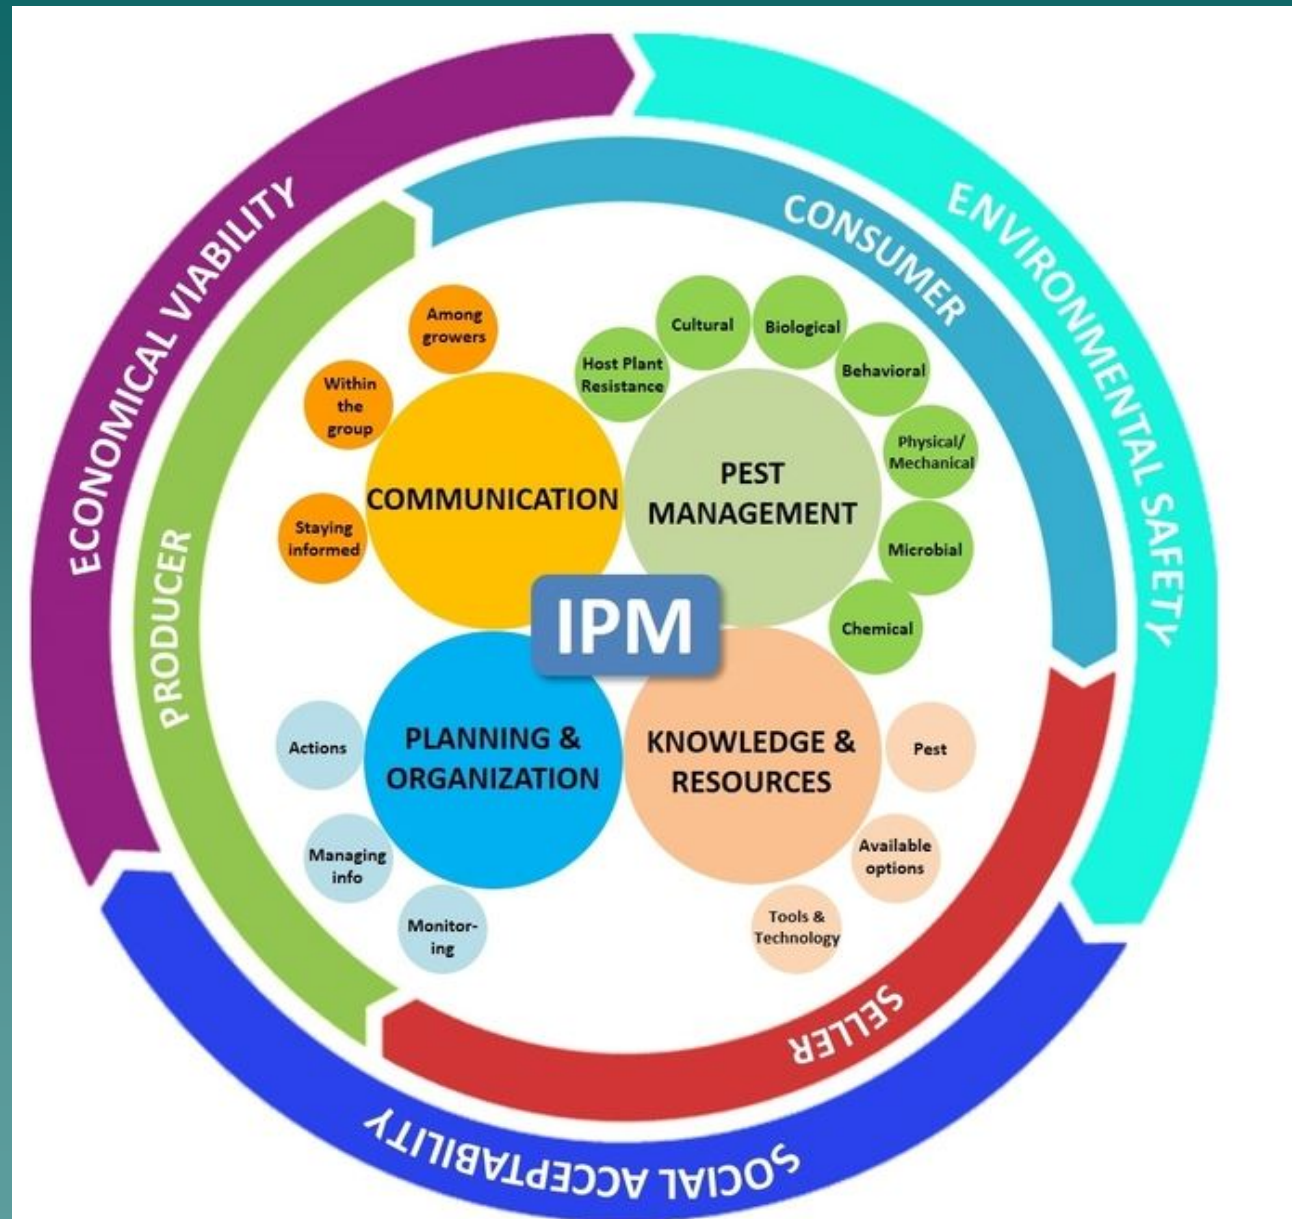 ECONOMICAL VIABILITY
ENVIRONMENTAL SAFETY
SOCIAL ACCEPTABILITY
PRODUCER
CONSUMER
SELLER
Among
growers
Within
the
group
Staying
informed
COMMUNICATION
Host Plant
Resistance
Cultural
Biological
Behavioral
Physical/
Mechanical
Microbial
Chemical
PEST
MANAGEMENT
IPM
PLANNING &
ORGANIZATION
Actions
Managing
info
Monitor-
ing
KNOWLEDGE &
RESOURCES
Pest
Available
options
Tools &
Technology